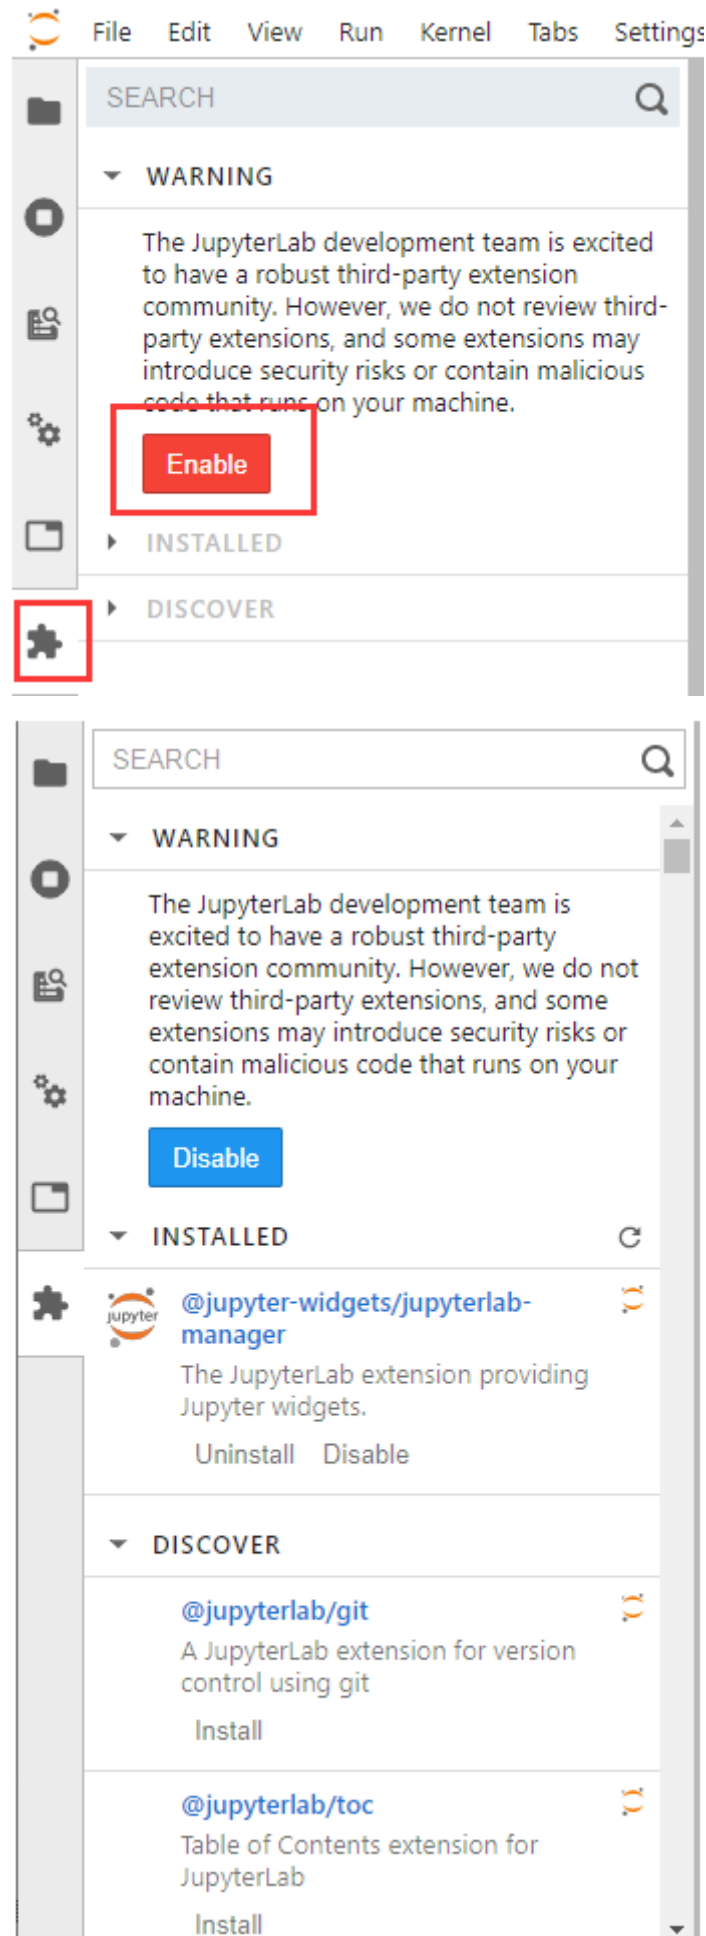 File Edit View Run Kernel Tabs Settings
SEARCH
WARNING
The JupyterLab development team is excited
to have a robust third-party extension
community. However, we do not review third-
party extensions, and some extensions may
introduce security risks or contain malicious
code that runs on your machine.
Enable
INSTALLED
DISCOVER
SEARCH
WARNING
The JupyterLab development team is
excited to have a robust third-party
extension community. However, we do not
review third-party extensions, and some
extensions may introduce security risks or
contain malicious code that runs on your
machine.
Disable
INSTALLED
jupyter
@jupyter-widgets/jupyterlab-
manager
The JupyterLab extension providing
Jupyter widgets.
Uninstall Disable
DISCOVER
@jupyterlab/git
A JupyterLab extension for version
control using git
Install
@jupyterlab/toc
Table of Contents extension for
JupyterLab
Install